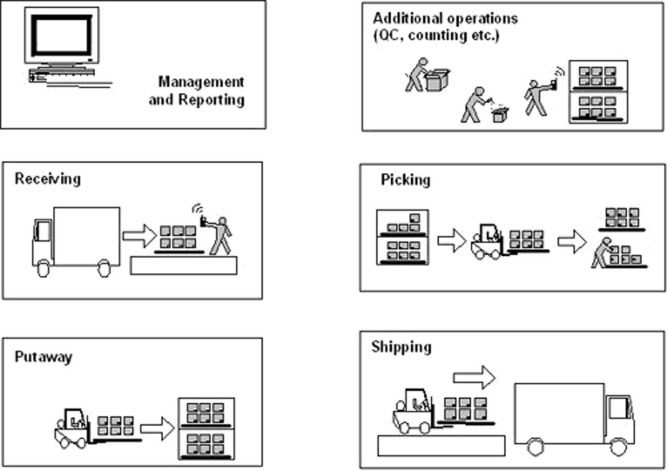 Management
and Reporting
Additional operations
(QC, counting etc.)
Receiving
Picking
Putaway
Shipping